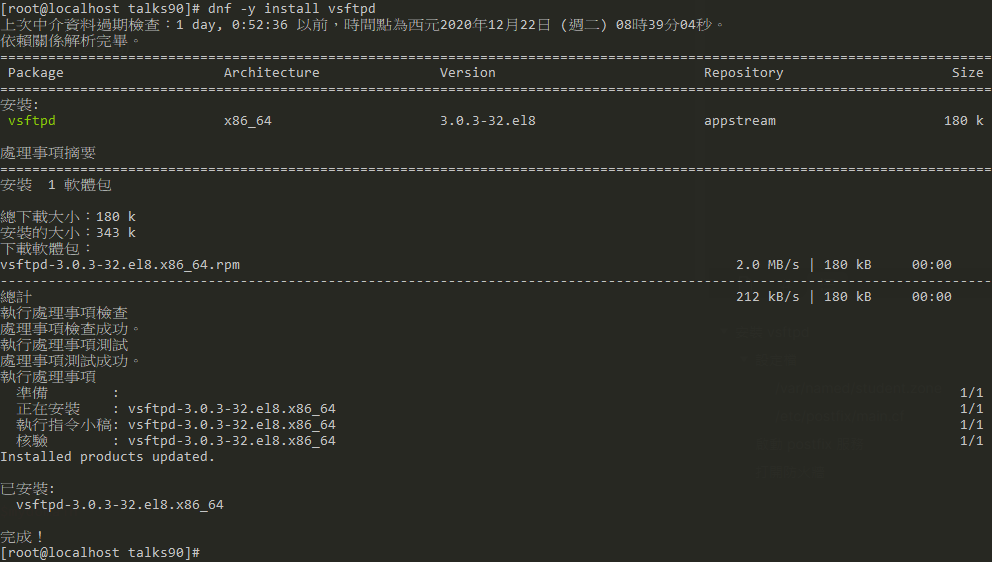 [root@localhost talks90]# dnf -y install vsftpd
上次中介資料過期檢查：1 day, 0:52:36 以前，時間點為西元2020年12月22日 (週二) 08時39分04秒。
依賴關係解析完畢。
================================================================================
Package Architecture Version Repository Size
================================================================================
安裝:
vsftpd x86_64 3.0.3-32.el8 appstream 180 k
處理事項摘要
================================================================================
安裝 1 軟體包
總下載大小：180 k
安裝的大小：343 k
下載軟體包：
vsftpd-3.0.3-32.el8.x86_64.rpm 2.0 MB/s | 180 kB 00:00
--------------------------------------------------------------------------------
總計 212 kB/s | 180 kB 00:00
執行處理事項檢查
處理事項檢查成功。
執行處理事項測試
處理事項測試成功。
執行處理事項
準備 : 1/1
正在安裝 : vsftpd-3.0.3-32.el8.x86_64 1/1
執行指令小稿: vsftpd-3.0.3-32.el8.x86_64 1/1
核驗 : vsftpd-3.0.3-32.el8.x86_64 1/1
Installed products updated.
已安裝:
vsftpd-3.0.3-32.el8.x86_64
完成！
[root@localhost talks90]#